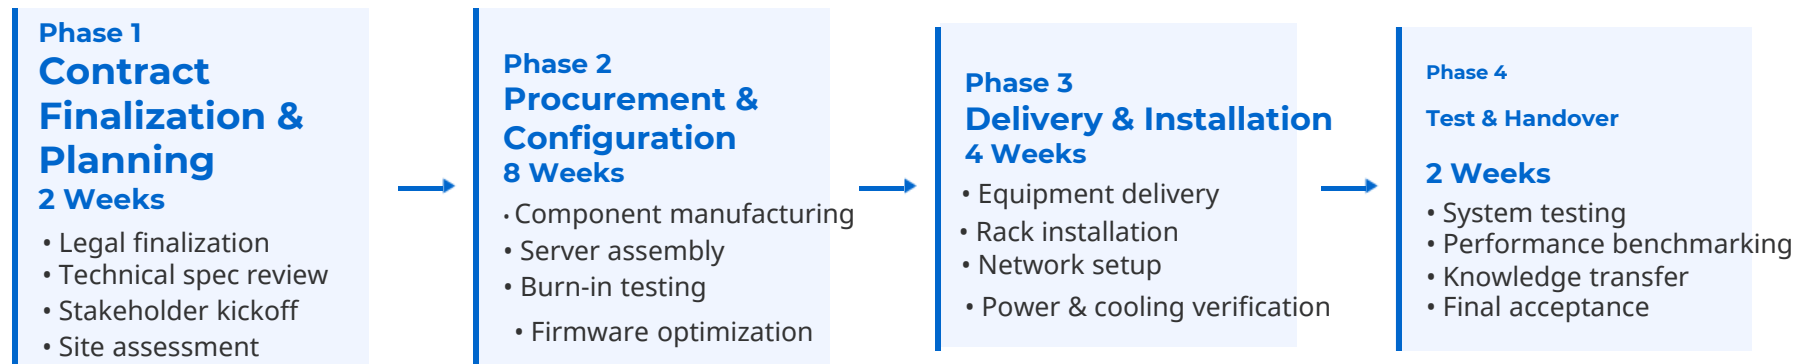 Phase 1
Contract
Finalization &
Planning
2 Weeks
• Legal finalization
• Technical spec review
• Stakeholder kickoff
• Site assessment
Phase 2
Procurement &
Configuration
8 Weeks
• Component manufacturing
• Server assembly
• Burn-in testing
• Firmware optimization
Phase 3
Delivery & Installation
4 Weeks
• Equipment delivery
• Rack installation
• Network setup
• Power & cooling verification
Phase 4
Test & Handover
2 Weeks
• System testing
• Performance benchmarking
• Knowledge transfer
• Final acceptance